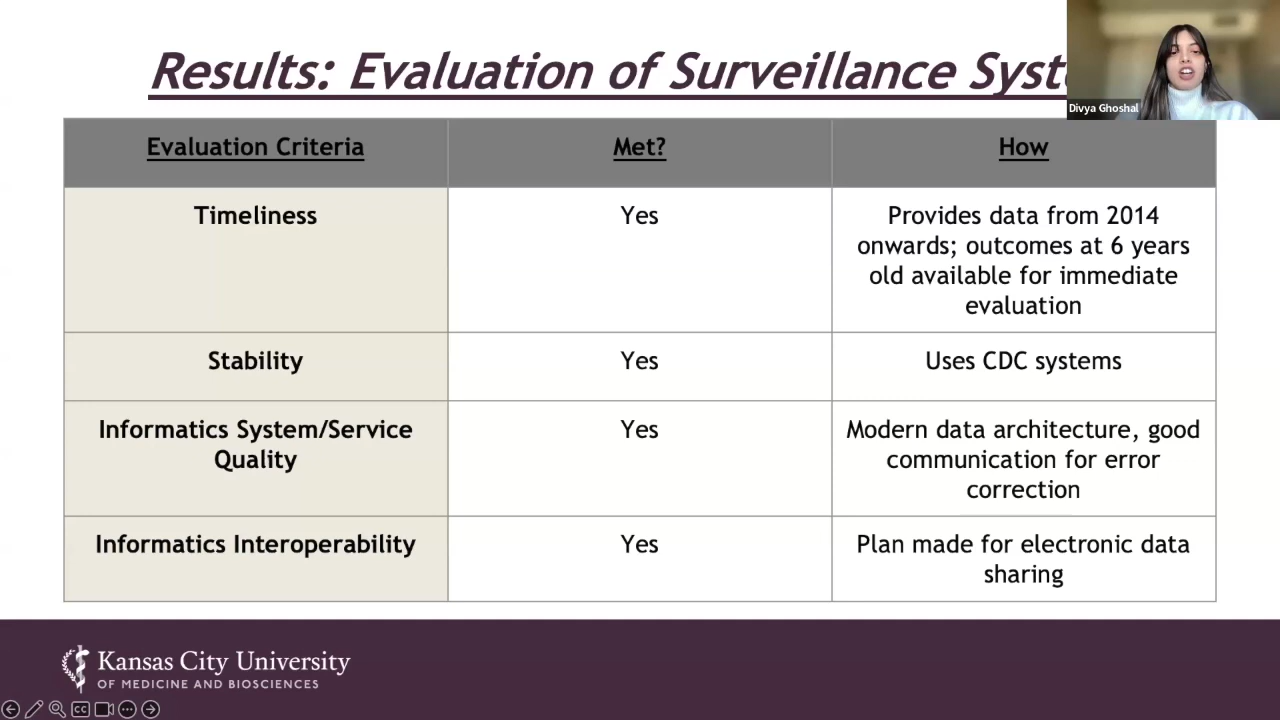 Results: Evaluation of Surveillance Syst
Divya Ghoshal
Evaluation Criteria
Met?
How
Timeliness
Yes
Provides data from 2014
onwards; outcomes at 6 years
old available for immediate
evaluation
Stability
Yes
Uses CDC systems
Informatics System/Service
Quality
Yes
Modern data architecture, good
communication for error
correction
Informatics Interoperability
Yes
Plan made for electronic data
sharing
Kansas City University
OF MEDICINE AND BIOSCIENCES
CC